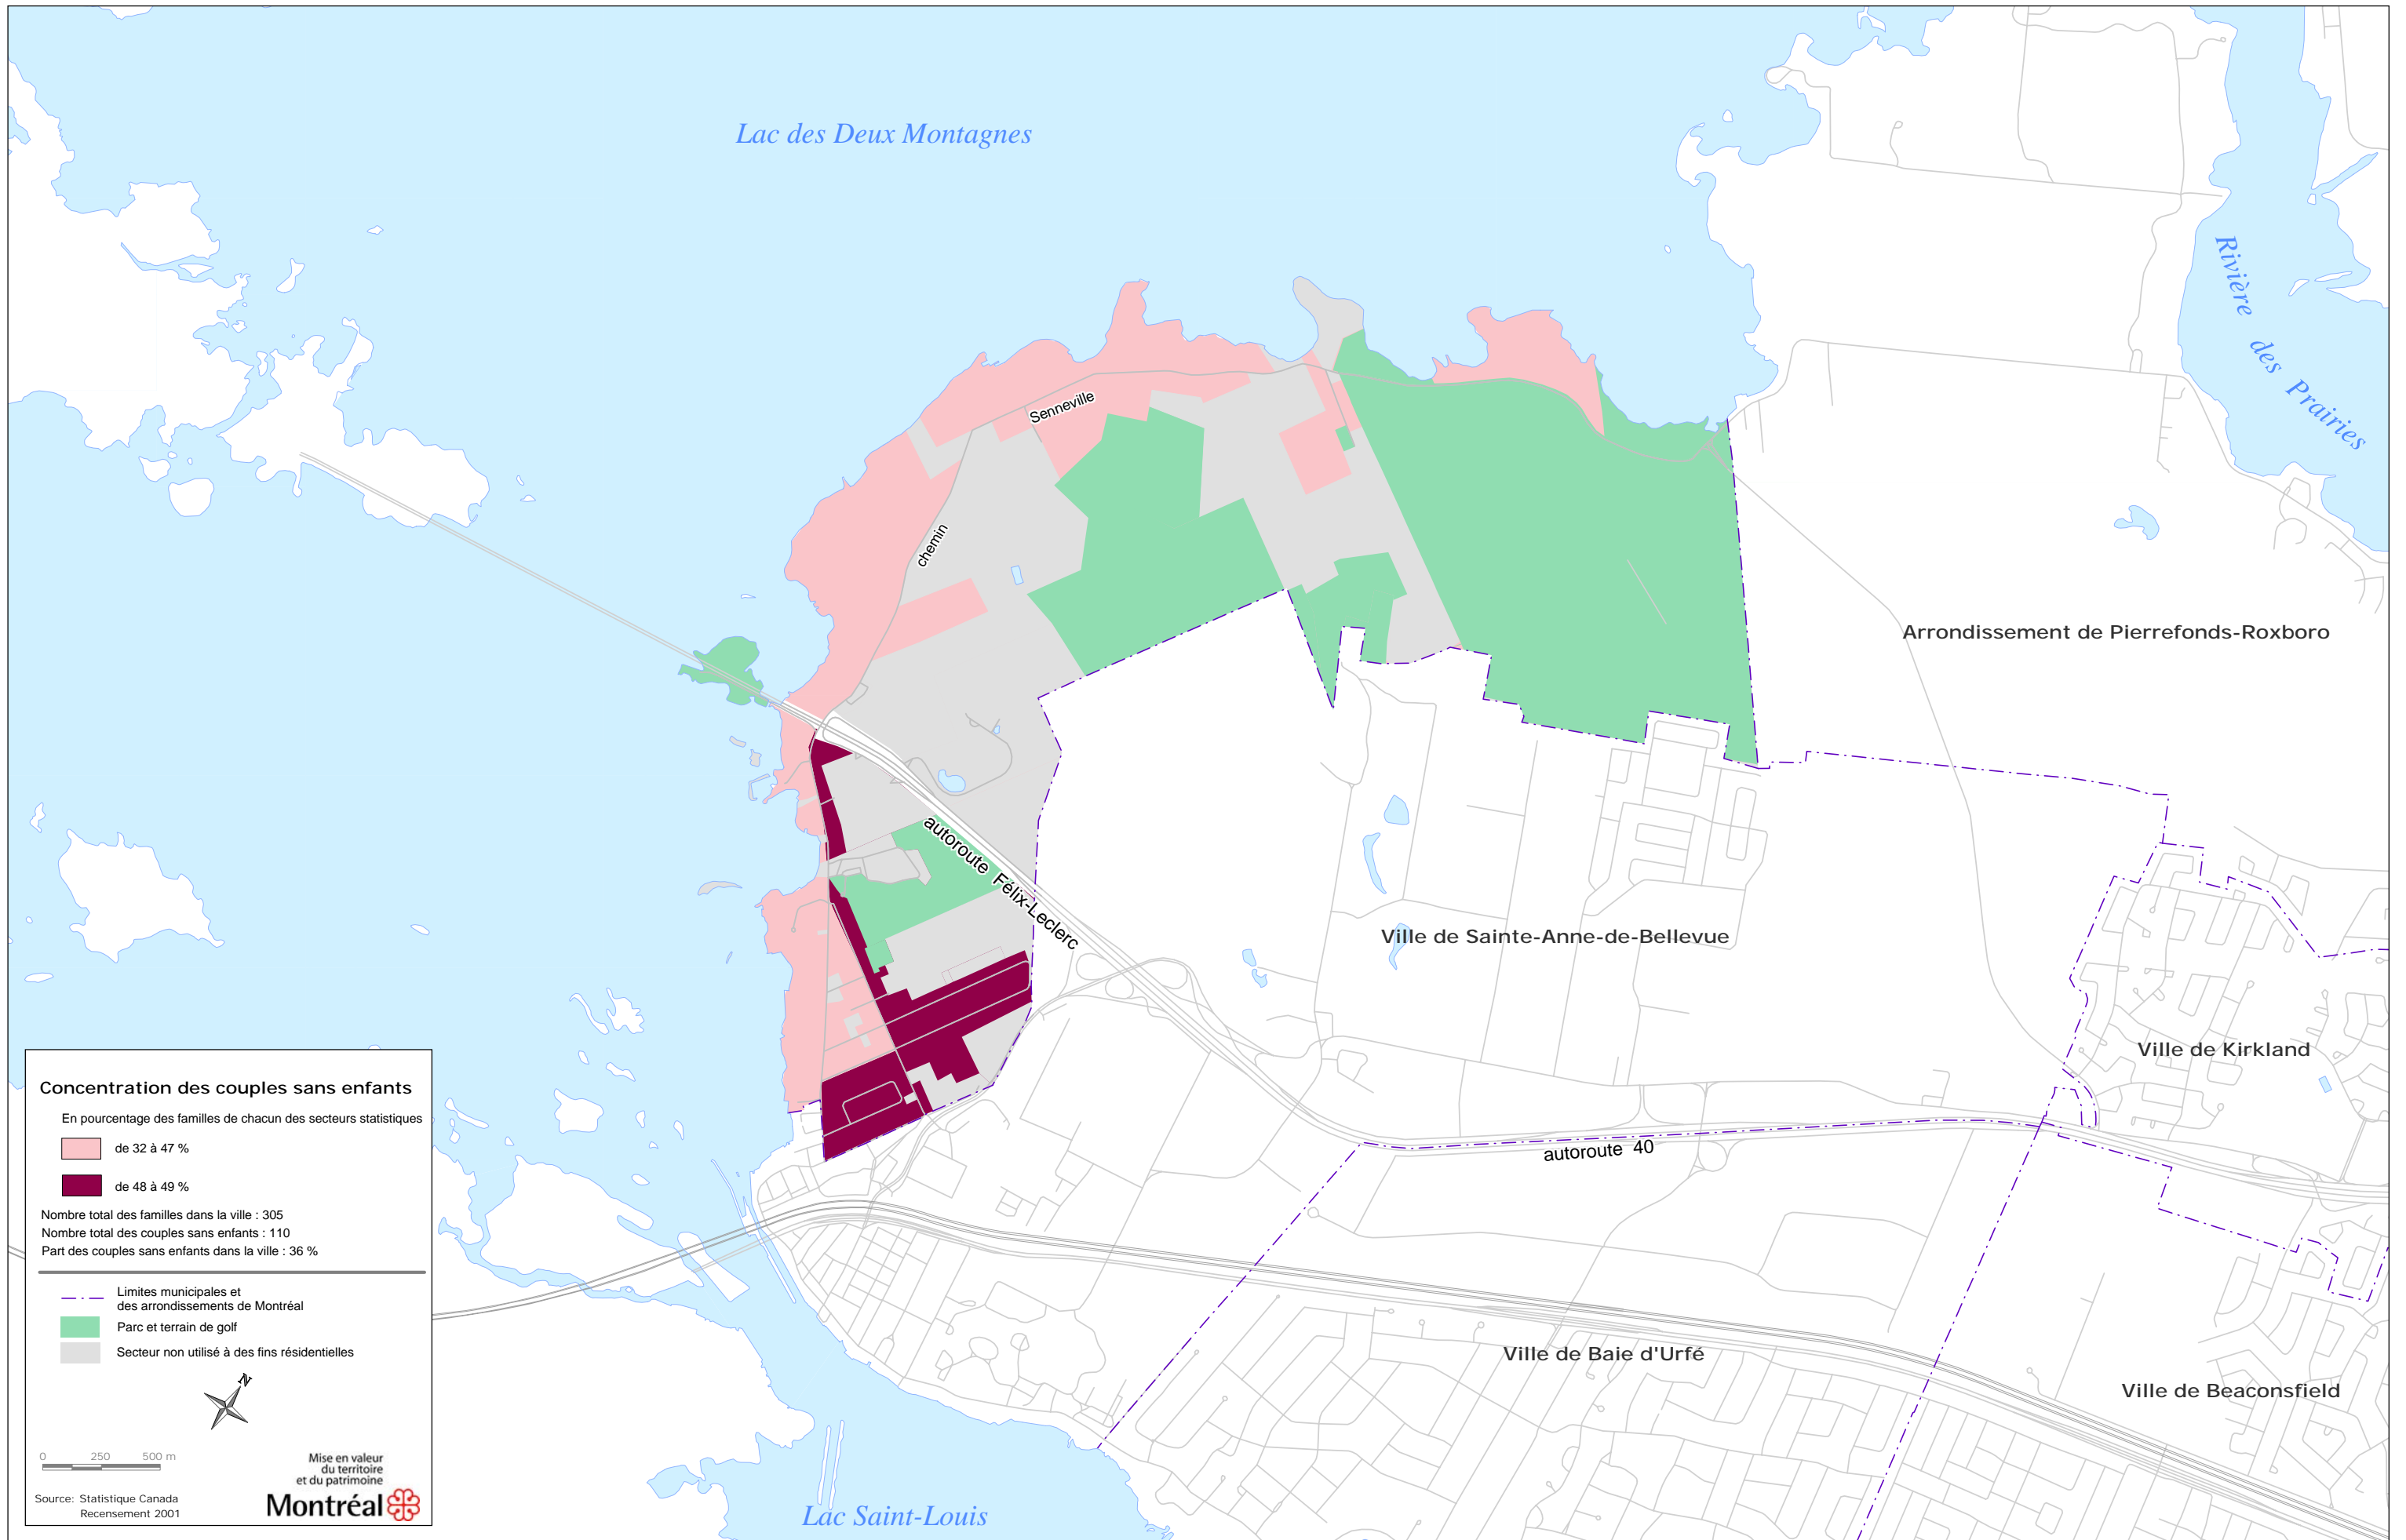 Lac des Deux Montagnes
Rivière des Prairies
Senneville
chemin
Arrondissement de Pierrefonds-Roxboro
autoroute Félix-Leclerc
Ville de Sainte-Anne-de-Bellevue
Ville de Kirkland
autoroute 40
Ville de Baie d'Urfé
Ville de Beaconsfield
Lac Saint-Louis
Concentration des couples sans enfants
En pourcentage des familles de chacun des secteurs statistiques
de 32 à 47 %
de 48 à 49 %
Nombre total des familles dans la ville : 305
Nombre total des couples sans enfants : 110
Part des couples sans enfants dans la ville : 36 %
Limites municipales et
des arrondissements de Montréal
Parc et terrain de golf
Secteur non utilisé à des fins résidentielles
N
0 250 500 m
Mise en valeur
du territoire
et du patrimoine
Montréal
Source: Statistique Canada
Recensement 2001